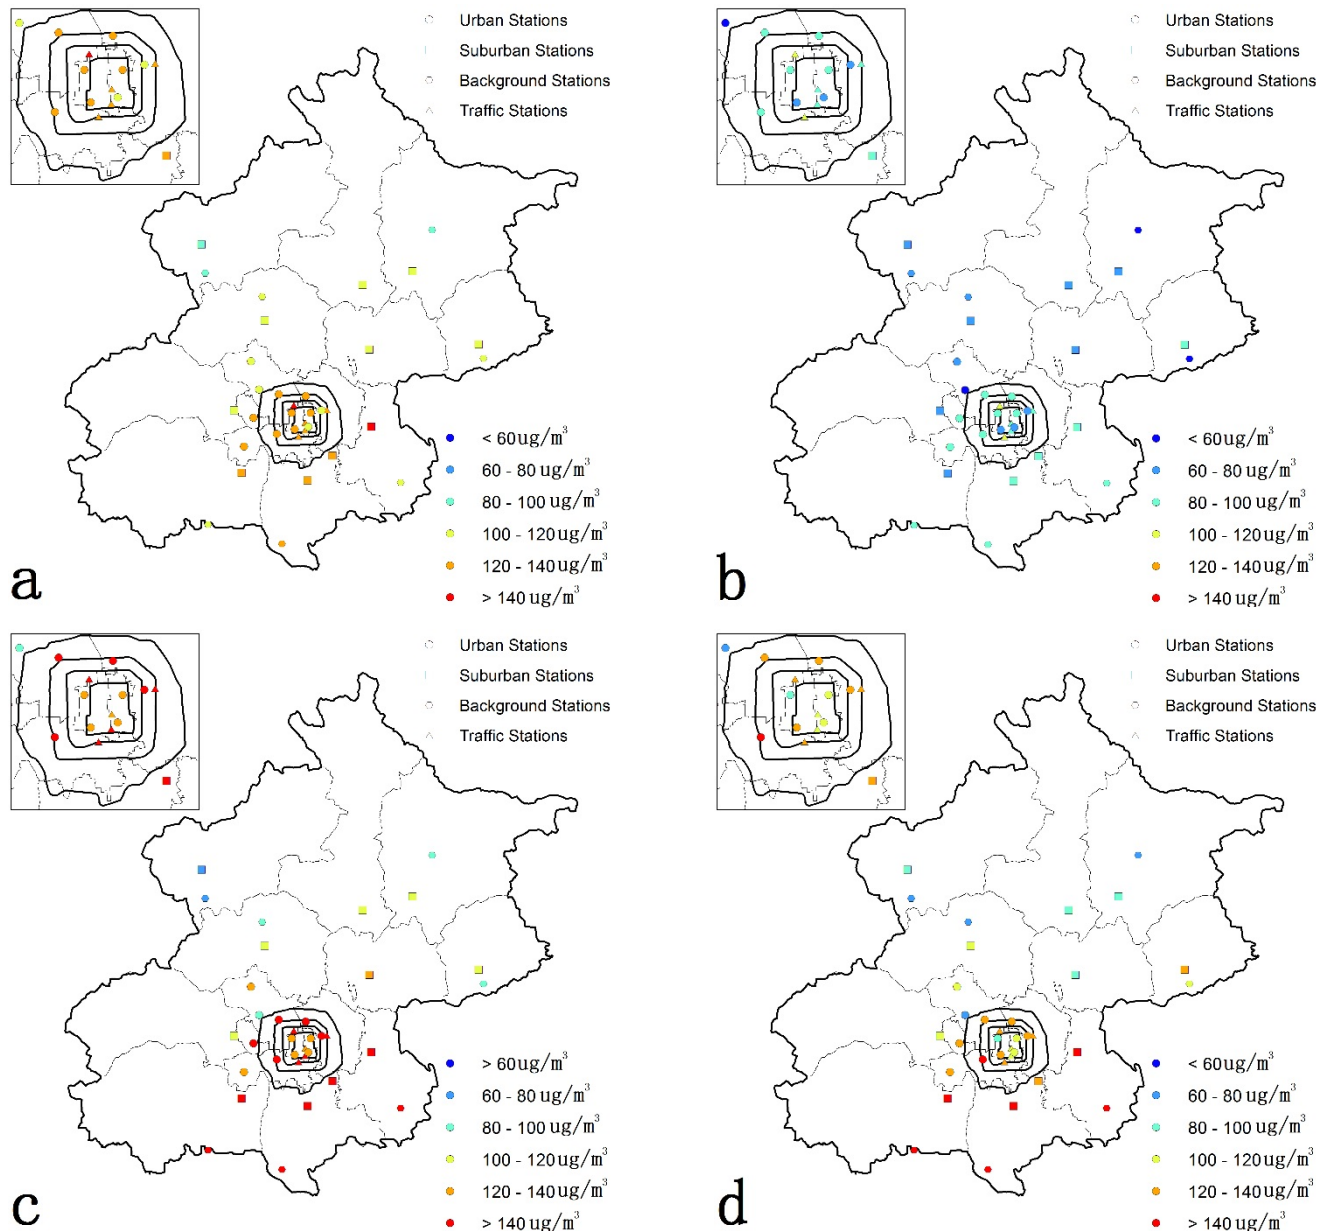 Urban Stations
Suburban Stations
Background Stations
Traffic Stations
< 60ug/m³
60 - 80 ug/m³
80 - 100 ug/m³
100 - 120ug/m³
120 - 140ug/m³
> 140 ug/m³
a
Urban Stations
Suburban Stations
Background Stations
Traffic Stations
< 60ug/m³
60 - 80 ug/m³
80 - 100 ug/m³
100 - 120ug/m³
120 - 140ug/m³
> 140 ug/m³
b
Urban Stations
Suburban Stations
Background Stations
Traffic Stations
> 60ug/m³
60 - 80 ug/m³
80 - 100 ug/m³
100 - 120ug/m³
120 - 140ug/m³
> 140 ug/m³
c
Urban Stations
Suburban Stations
Background Stations
Traffic Stations
< 60ug/m³
60 - 80 ug/m³
80 - 100 ug/m³
100 - 120ug/m³
120 - 140ug/m³
> 140 ug/m³
d